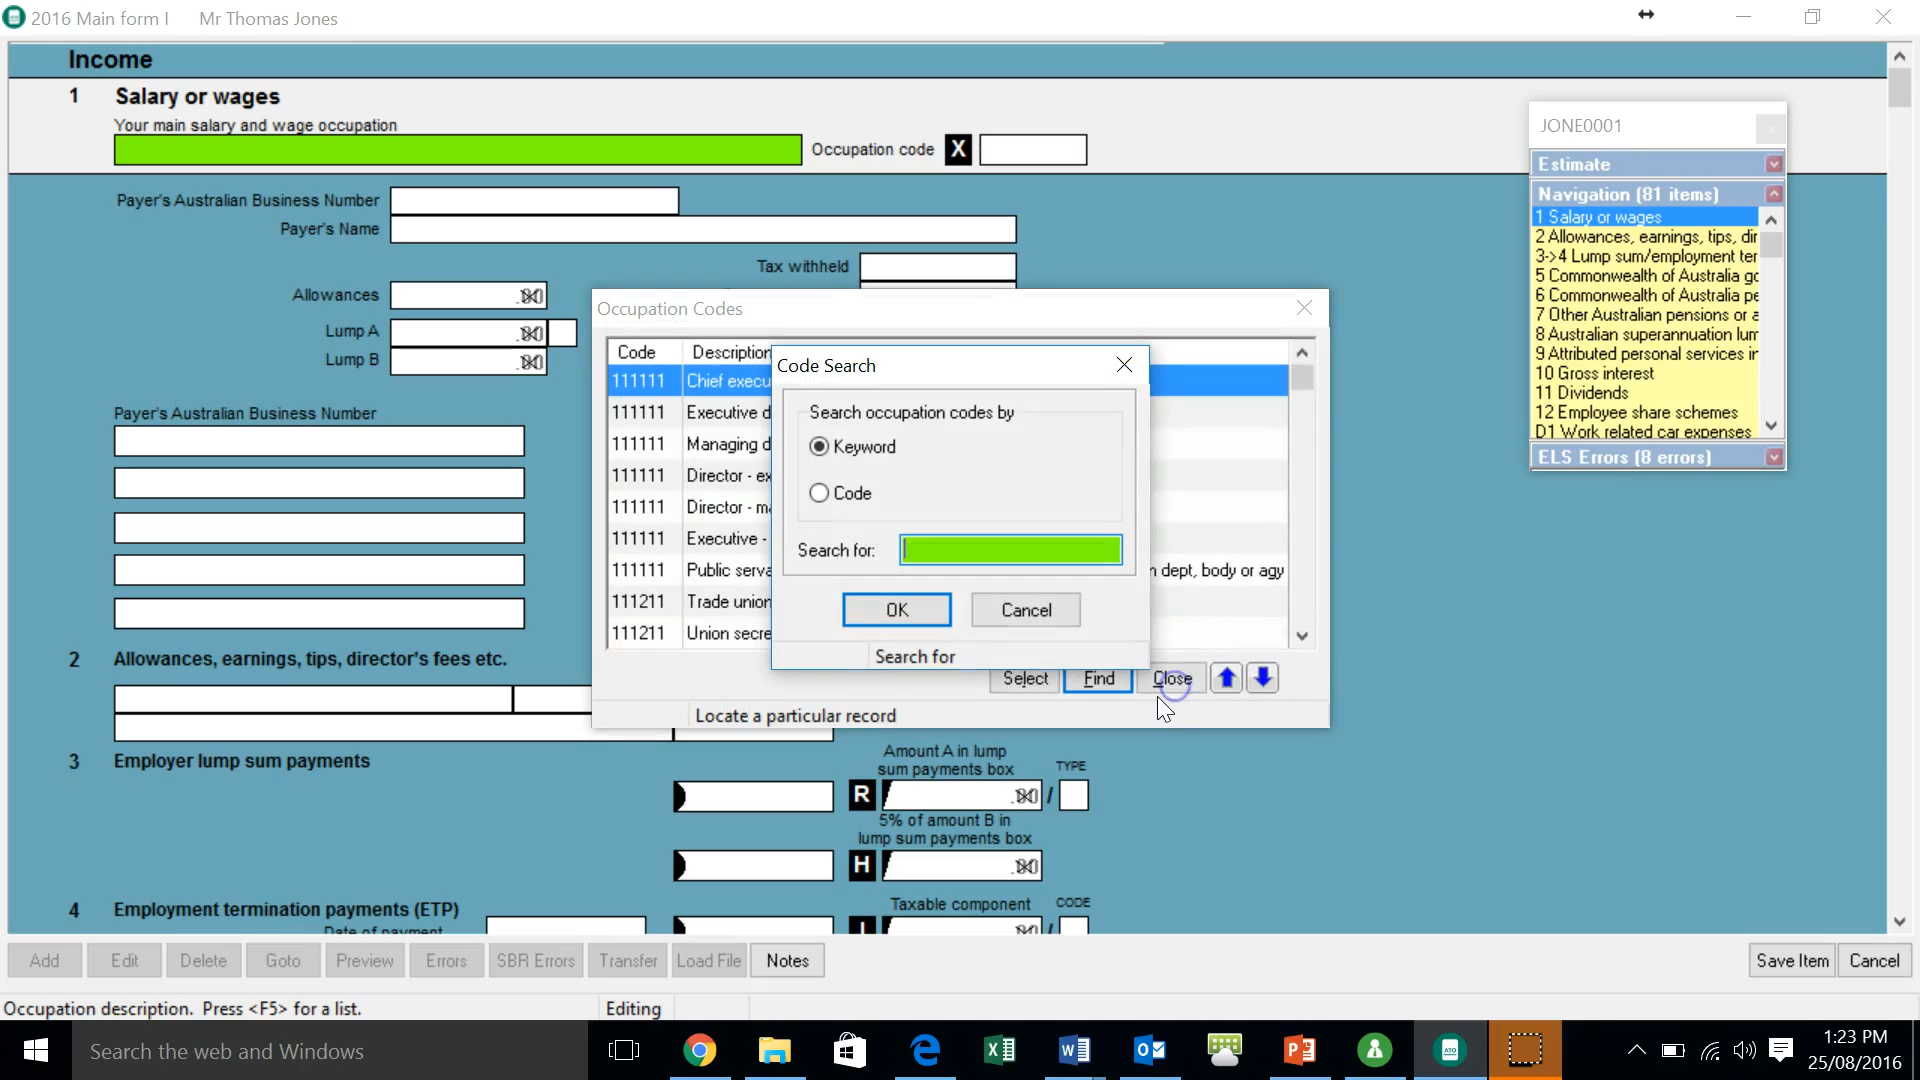 2016 Main form I Mr Thomas Jones
Income
1 Salary or wages
Your main salary and wage occupation
Occupation code X
Payer's Australian Business Number
Payer's Name
Tax withheld
Allowances
Lump A
Lump B
Payer's Australian Business Number
2 Allowances, earnings, tips, director's fees etc.
3 Employer lump sum payments
Amount A in lump
sum payments box
TYPE
R /
5% of amount B in
lump sum payments box
H
4 Employment termination payments (ETP)
Taxable component
CODE
Date of payment
I /
Occupation Codes
Code Description
111111 Chief execu
111111 Executive d
111111 Managing d
111111 Director - ex
111111 Director - ma
111111 Executive -
111111 Public serva n dept, body or agy
111211 Trade union
111211 Union secre
Select Find Close
Locate a particular record
Code Search
Search occupation codes by
Keyword
Code
Search for:
OK Cancel
Search for
JONE0001
Estimate
Navigation (81 items)
1 Salary or wages
2 Allowances, earnings, tips, dir
3->4 Lump sum/employment ter
5 Commonwealth of Australia go
6 Commonwealth of Australia pe
7 Other Australian pensions or a
8 Australian superannuation lum
9 Attributed personal services in
10 Gross interest
11 Dividends
12 Employee share schemes
D1 Work related car expenses
ELS Errors (8 errors)
Add Edit Delete Goto Preview Errors SBR Errors Transfer Load File Notes Save Item Cancel
Occupation description. Press <F5> for a list. Editing
Search the web and Windows
ATO
1:23 PM
25/08/2016